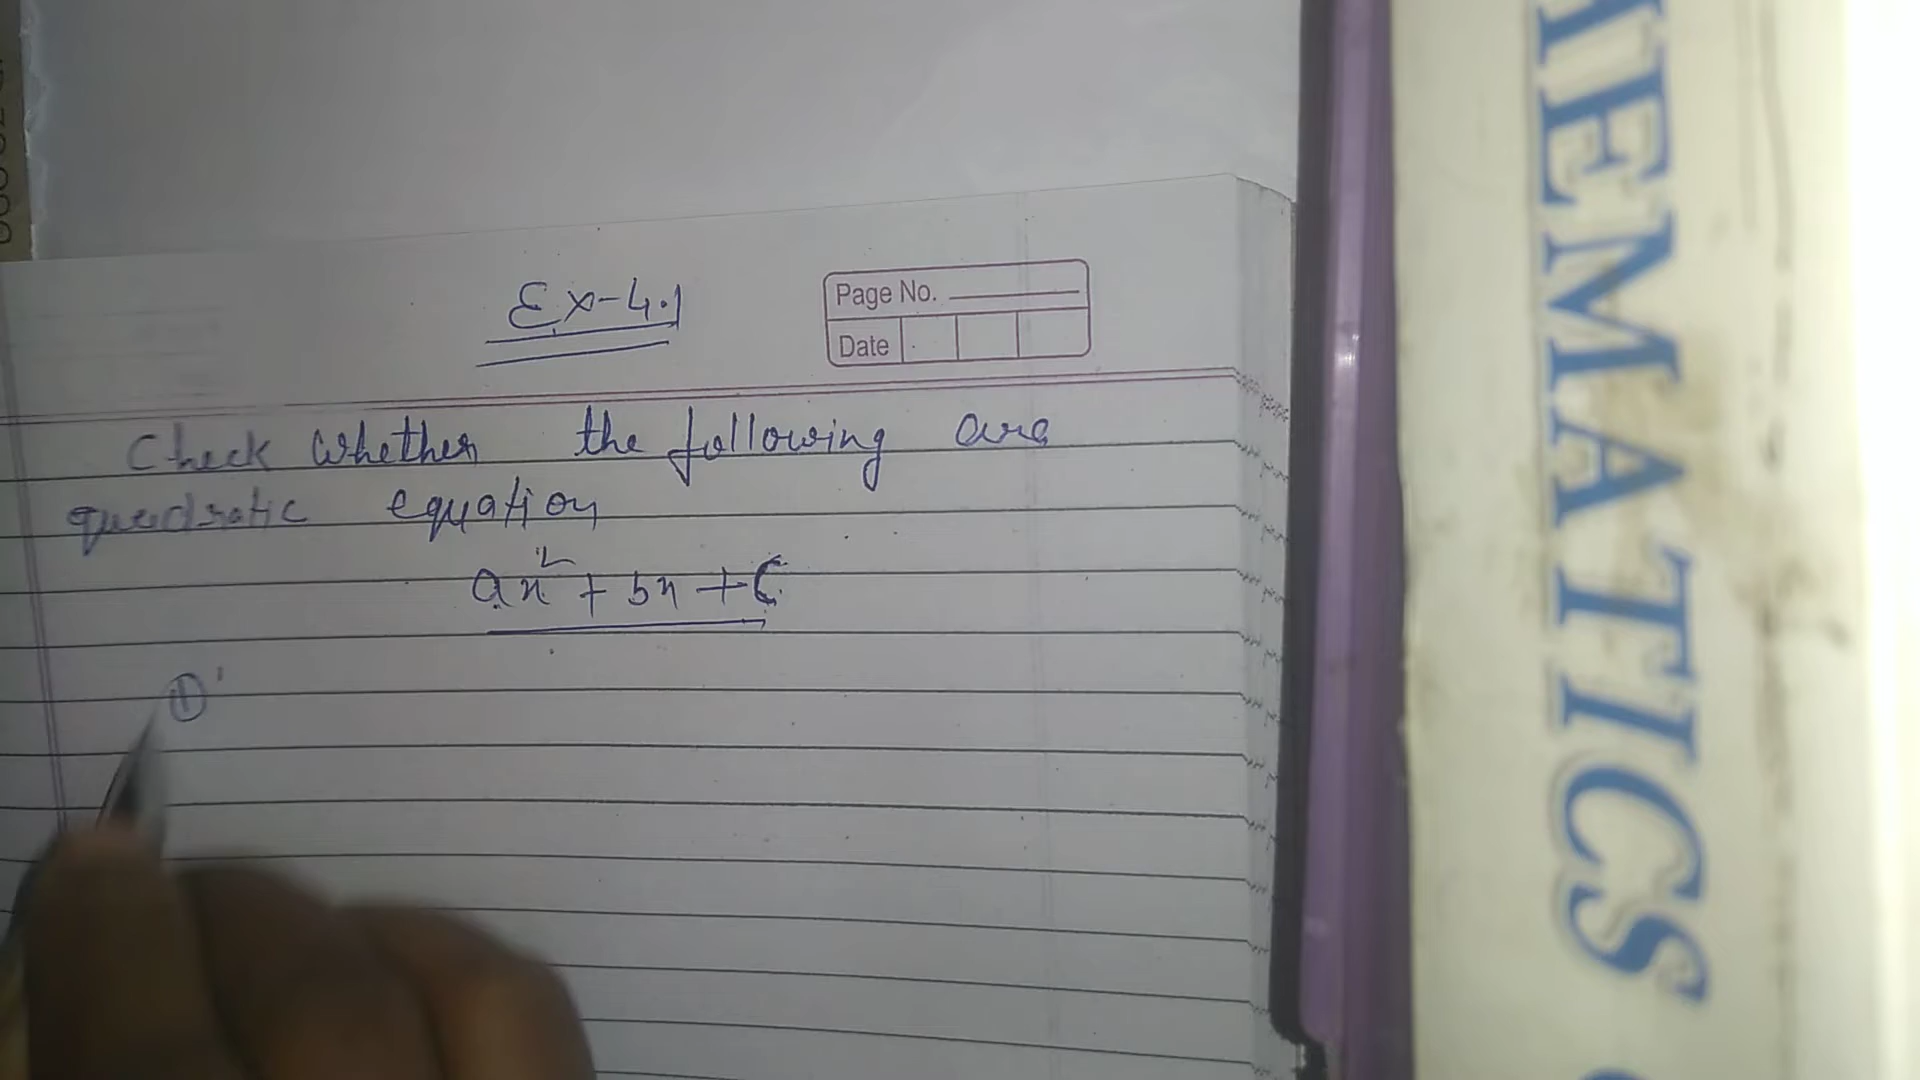 Ex-4.1
Page No.
Date
Check whether the following are
quadratic equation
ax² + bx + C
①
HEMATICS